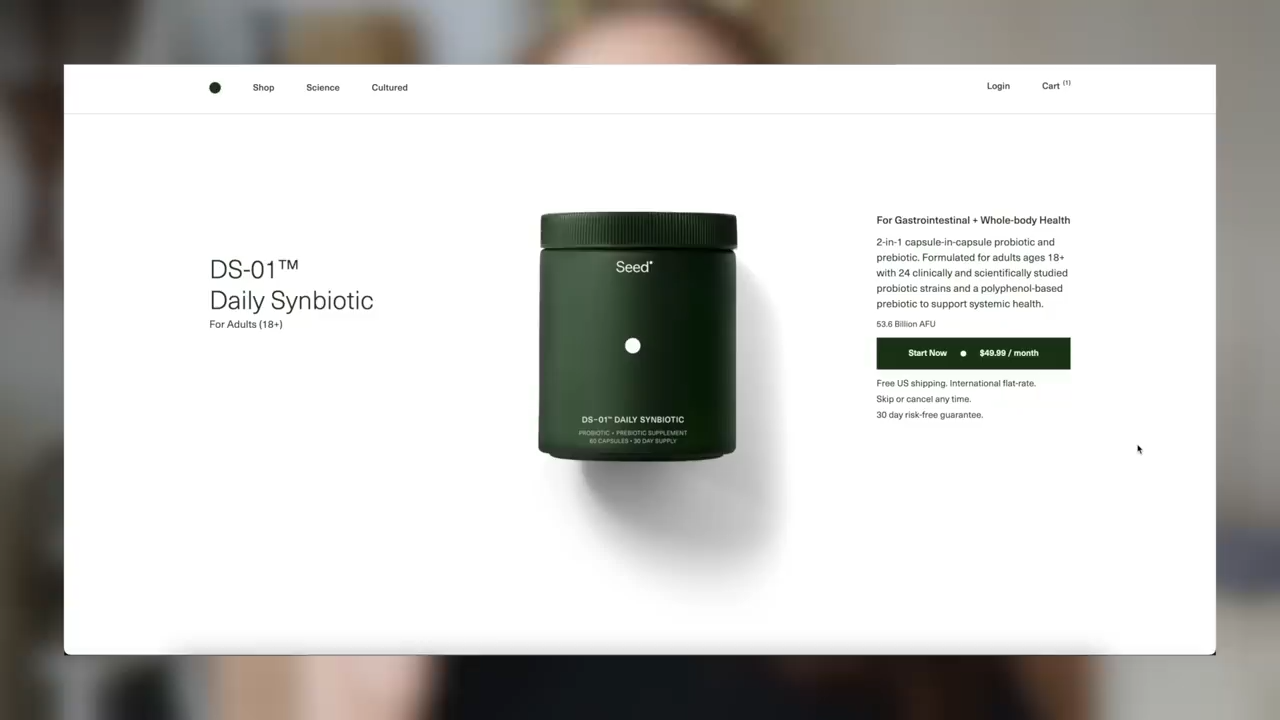 Shop
Science
Cultured
Login
Cart (1)
DS-01™
Daily Synbiotic
For Adults (18+)
Seed
DS-01™ DAILY SYNBIOTIC
PROBIOTIC + PREBIOTIC SUPPLEMENT
60 CAPSULES • 30 DAY SUPPLY
For Gastrointestinal + Whole-body Health
2-in-1 capsule-in-capsule probiotic and
prebiotic. Formulated for adults ages 18+
with 24 clinically and scientifically studied
probiotic strains and a polyphenol-based
prebiotic to support systemic health.
53.6 Billion AFU
Start Now • $49.99 / month
Free US shipping. International flat-rate.
Skip or cancel any time.
30 day risk-free guarantee.